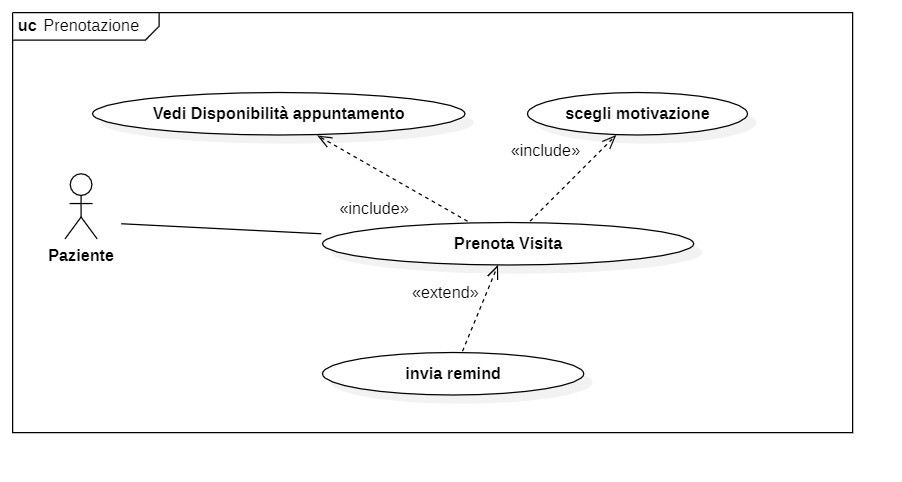 uc Prenotazione
Vedi Disponibilità appuntamento
scegli motivazione
«include»
«include»
Paziente
Prenota Visita
«extend»
invia remind